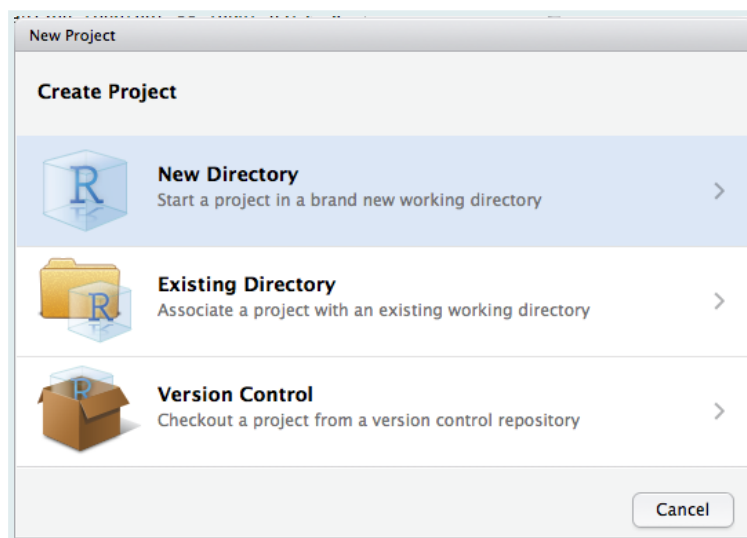 New Project
Create Project
R
New Directory
Start a project in a brand new working directory
R
Existing Directory
Associate a project with an existing working directory
R
Version Control
Checkout a project from a version control repository
Cancel